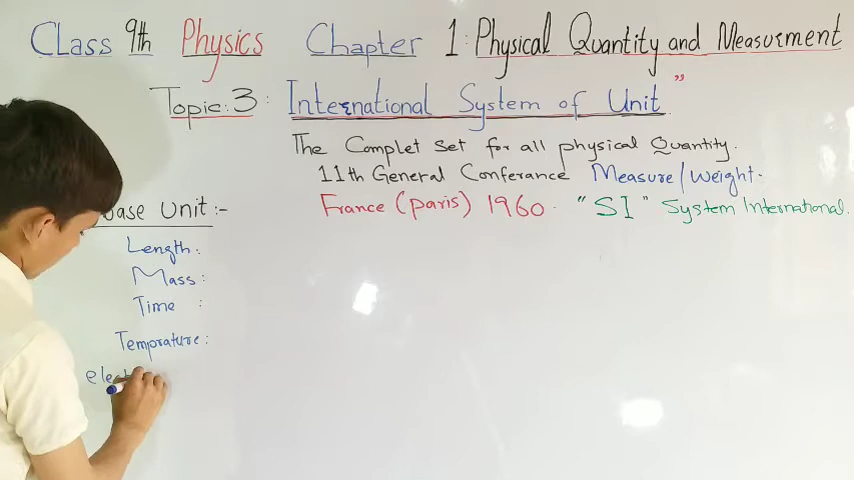 Class 9th Physics Chapter 1: Physical Quantity and Measurment
Topic:3: International System of Unit"
The Complet Set for all physical Quantity.
11th General Conferance Measure/Weight.
France (paris) 1960. "SI" System International.
Base Unit:-
Length:
Mass:
Time :
Temprature:
elect